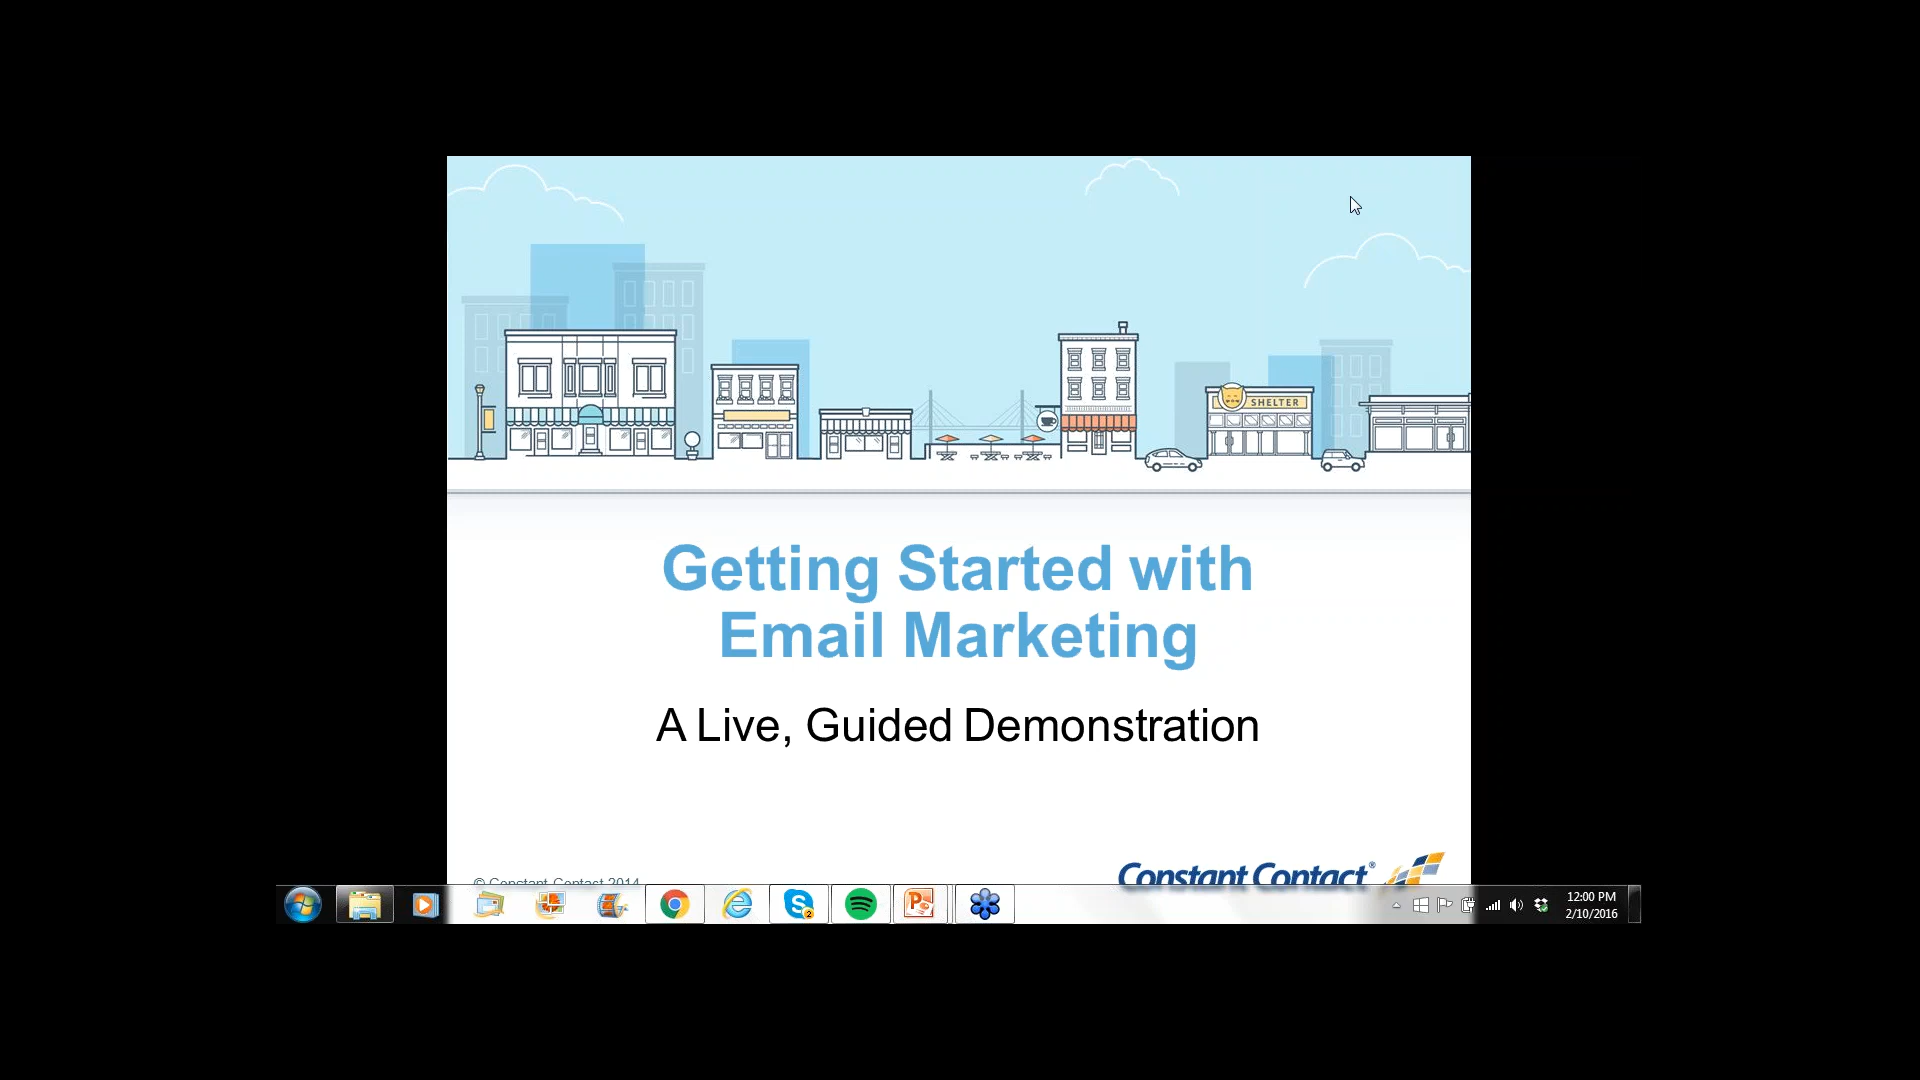 SHELTER
Getting Started with
Email Marketing
A Live, Guided Demonstration
© Constant Contact 2014
Constant Contact®
2
12:00 PM
2/10/2016